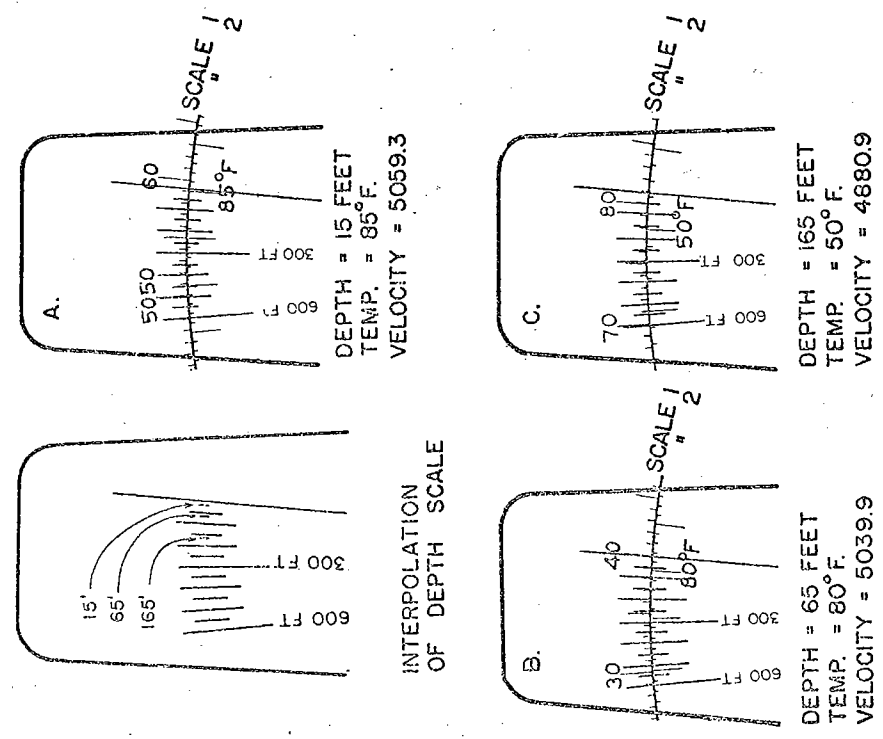 15'
65'
165'
300 FT
600 FT
INTERPOLATION
OF DEPTH SCALE
A.
SCALE 1
" 2
5050
60
85°F
300 FT
600 F
DEPTH = 15 FEET
TEMP. = 85°F.
VELOCITY = 5059.3
B.
SCALE 1
" 2
30
40
80°F
300 FT
600 FT
DEPTH = 65 FEET
TEMP. = 80°F.
VELOCITY = 5039.9
C.
SCALE 1
" 2
70
80
50°F
300 FT.
600 FT.
DEPTH = 165 FEET
TEMP. = 50°F.
VELOCITY = 4880.9